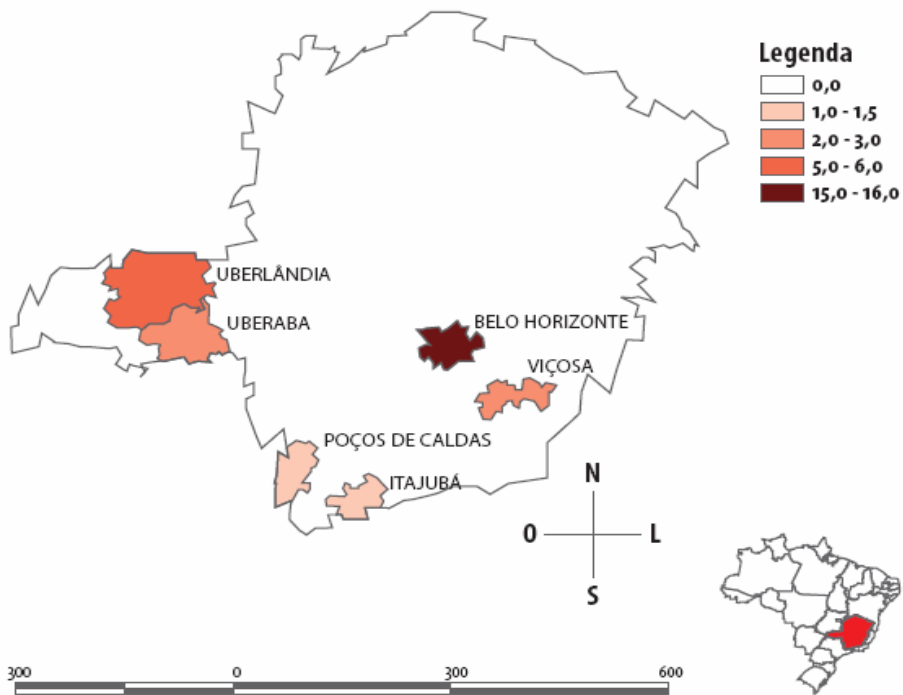 Legenda
0,0
1,0 - 1,5
2,0 - 3,0
5,0 - 6,0
15,0 - 16,0
UBERLÂNDIA
UBERABA
BELO HORIZONTE
VIÇOSA
POÇOS DE CALDAS
ITAJUBÁ
N
O L
S
300 0 300 600